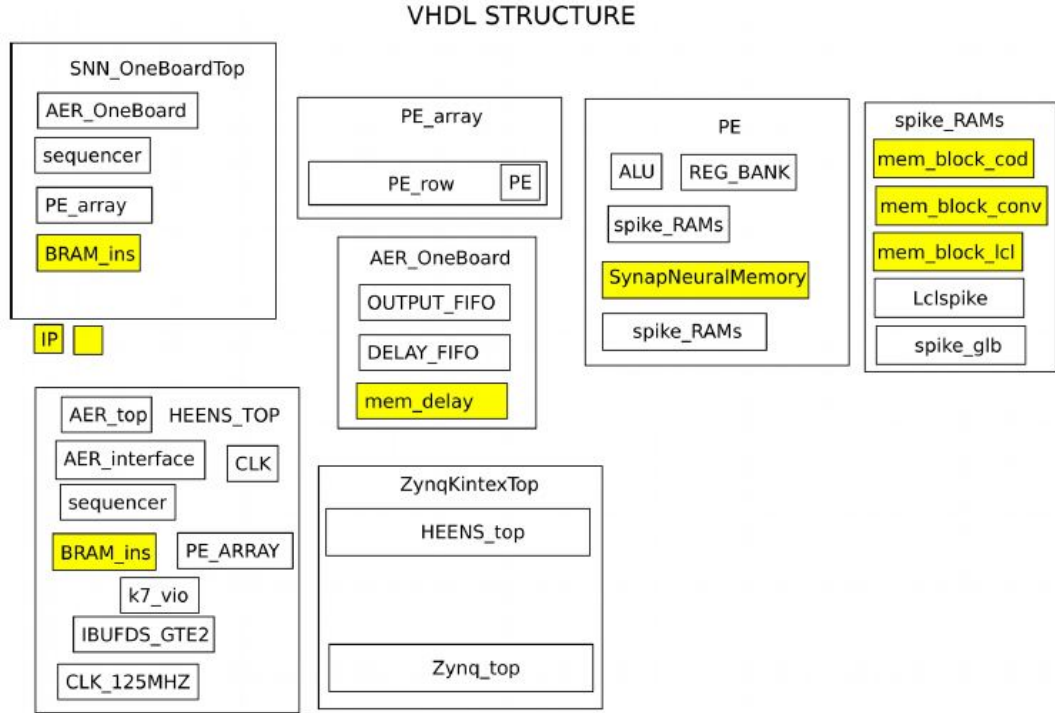 VHDL STRUCTURE
SNN_OneBoardTop
AER_OneBoard
sequencer
PE_array
BRAM_ins
IP
PE_array
PE_row
PE
AER_OneBoard
OUTPUT_FIFO
DELAY_FIFO
mem_delay
PE
ALU
REG_BANK
spike_RAMs
SynapNeuralMemory
spike_RAMs
spike_RAMs
mem_block_cod
mem_block_conv
mem_block_lcl
Lclspike
spike_glb
AER_top
HEENS_TOP
AER_interface
CLK
sequencer
BRAM_ins
PE_ARRAY
k7_vio
IBUFDS_GTE2
CLK_125MHZ
ZynqKintexTop
HEENS_top
Zynq_top